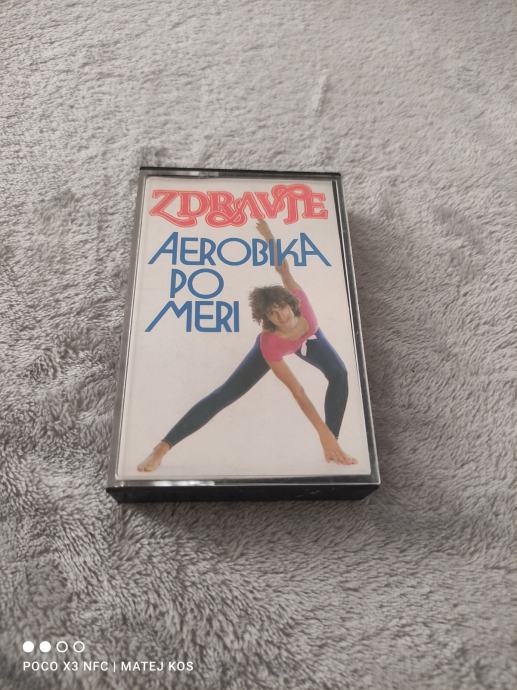 ZDRAVJE
AEROBIKA
PO
MERI
POCO X3 NFC | MATEJ KOS